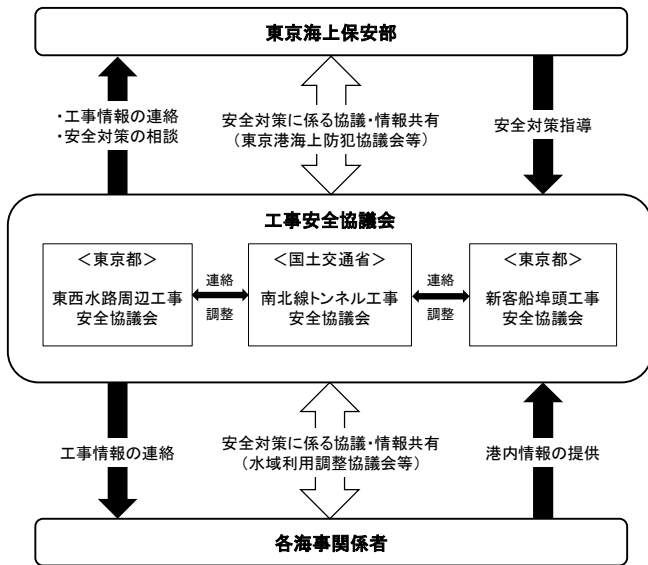 東京海上保安部
・工事情報の連絡
・安全対策の相談
安全対策に係る協議・情報共有
（東京港海上防犯協議会等）
安全対策指導
工事安全協議会
＜東京都＞
東西水路周辺工事
安全協議会
連絡
調整
＜国土交通省＞
南北線トンネル工事
安全協議会
連絡
調整
＜東京都＞
新客船埠頭工事
安全協議会
工事情報の連絡
安全対策に係る協議・情報共有
（水域利用調整協議会等）
港内情報の提供
各海事関係者